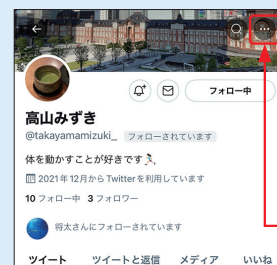 フォロー中
高山みずき
@takayamamizuki_ フォローされています
体を動かすことが好きです
2021年12月からTwitterを利用しています
10 フォロー中 3 フォロワー
将太さんにフォローされています
ツイート ツイートと返信 メディア いいね